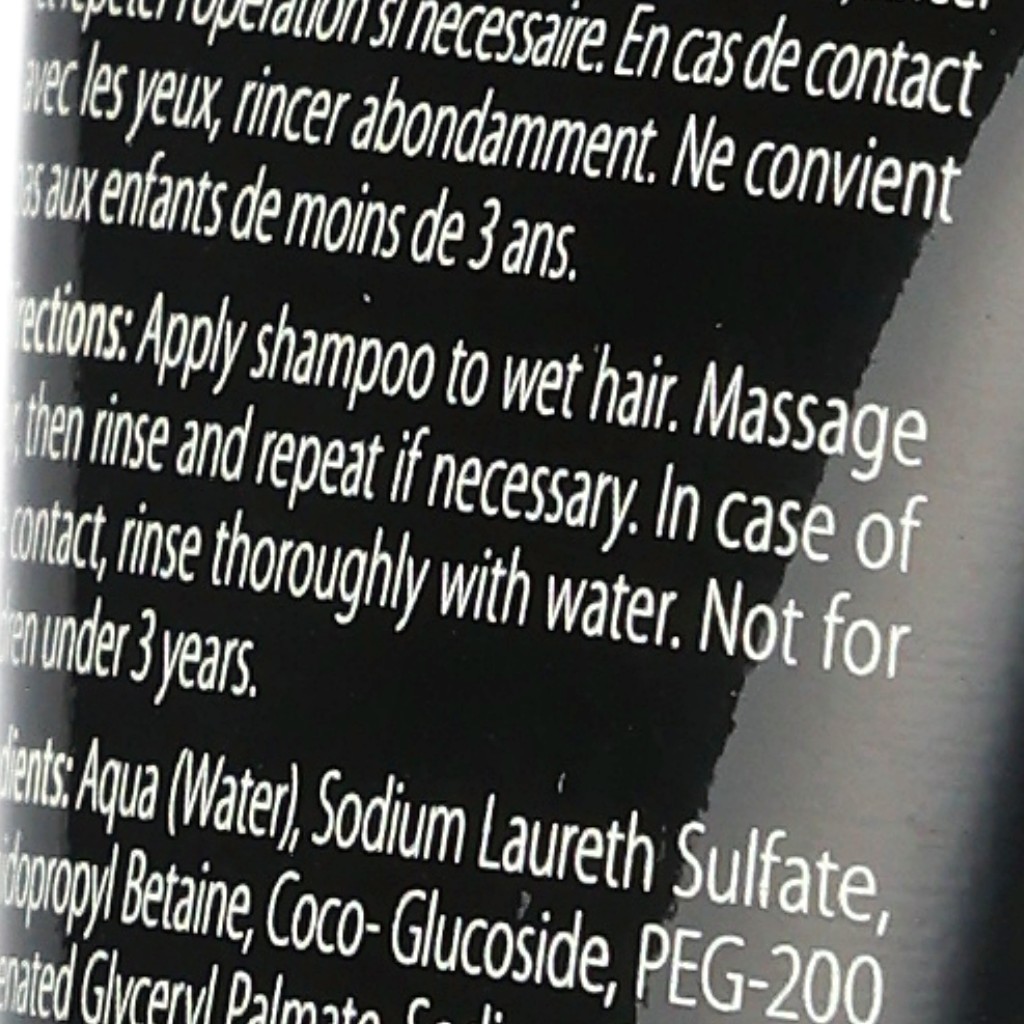 l'opération si nécessaire. En cas de contact
avec les yeux, rincer abondamment. Ne convient
aux enfants de moins de 3 ans.
Apply shampoo to wet hair. Massage
then rinse and repeat if necessary. In case of
contact, rinse thoroughly with water. Not for
under 3 years.
Aqua (Water), Sodium Laureth Sulfate,
Betaine, Coco- Glucoside, PEG-200
Glyceryl Palmate,